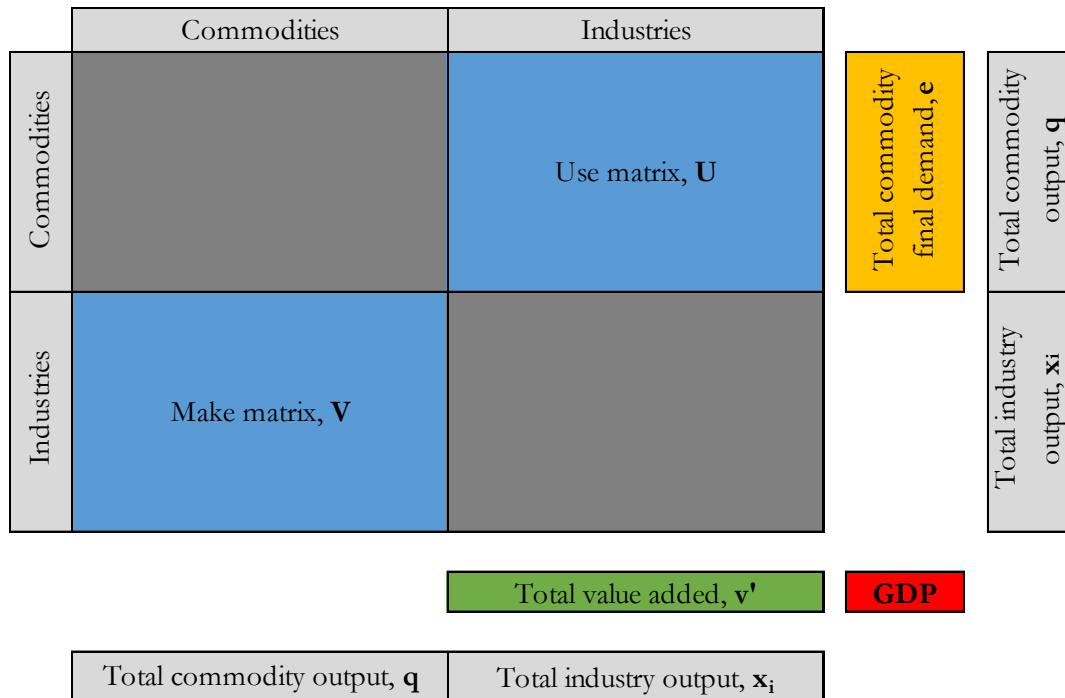 Commodities
Industries
Commodities
Use matrix, U
Total commodity
final demand, e
Total commodity
output, q
Industries
Make matrix, V
Total industry
output, xi
Total value added, v'
GDP
Total commodity output, q
Total industry output, xi